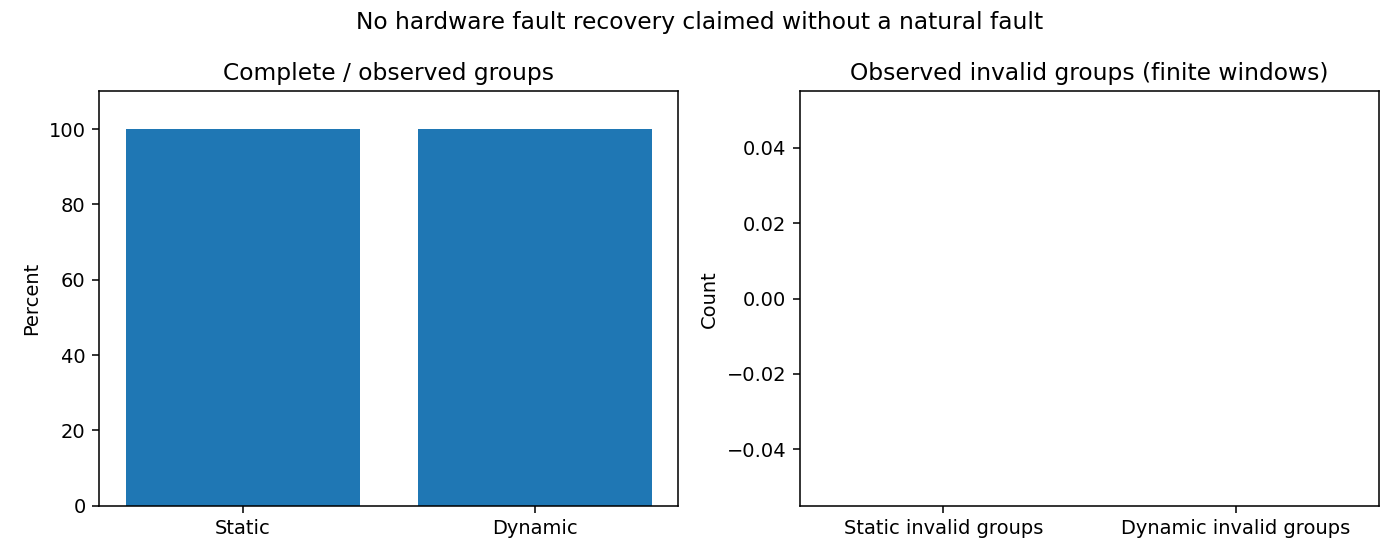 No hardware fault recovery claimed without a natural fault
Complete / observed groups
Percent
100
80
60
40
20
0
Static
Dynamic
Observed invalid groups (finite windows)
Count
0.04
0.02
0.00
−0.02
−0.04
Static invalid groups
Dynamic invalid groups